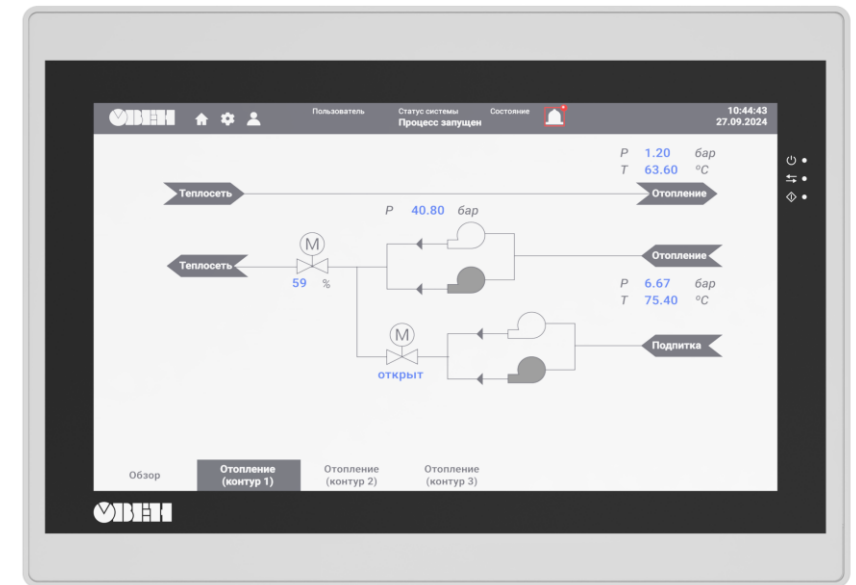 ОВЕН
Пользователь
Статус системы
Процесс запущен
Состояние
10:44:43
27.09.2024
P 1.20 бар
T 63.60 °C
Теплосеть
Отопление
P 40.80 бар
M
Теплосеть
Отопление
59 %
P 6.67 бар
T 75.40 °C
M
Подпитка
открыт
Обзор
Отопление
(контур 1)
Отопление
(контур 2)
Отопление
(контур 3)
ОВЕН